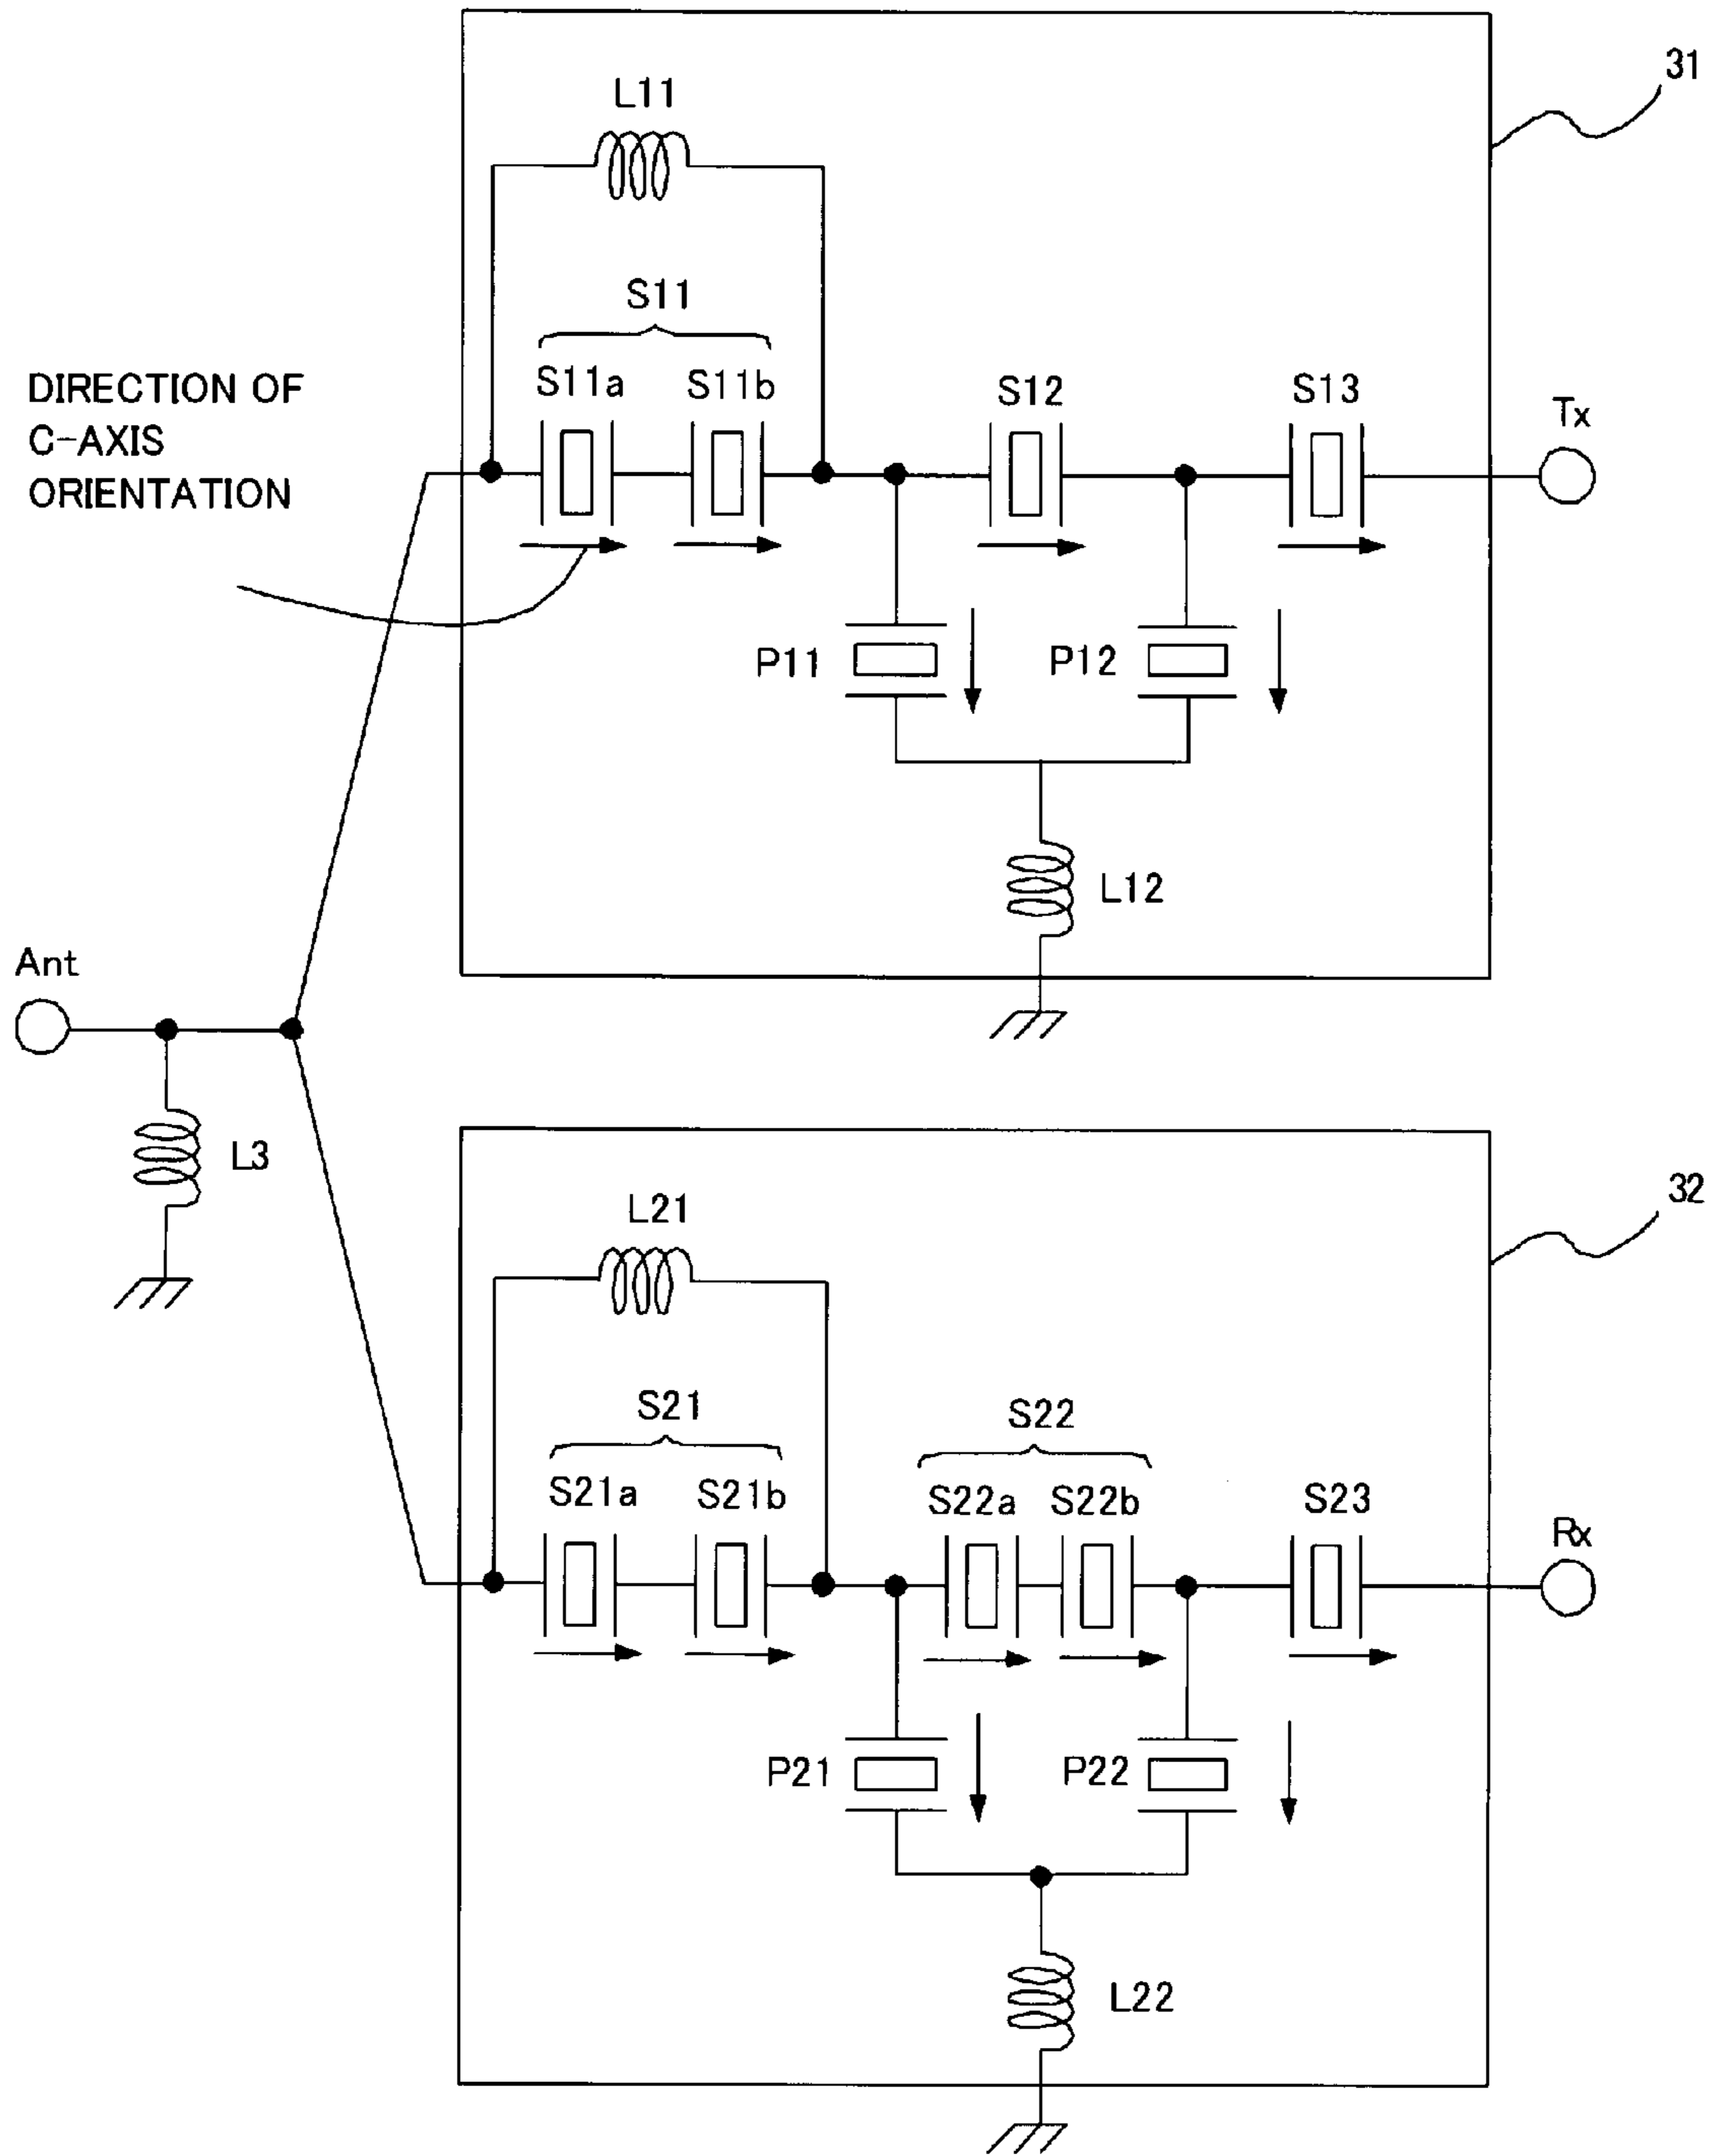 31
L11
S11
S11a
S11b
S12
S13
Tx
DIRECTION OF
C-AXIS
ORIENTATION
P11
P12
L12
Ant
L3
32
L21
S21
S22
S21a
S21b
S22a
S22b
S23
Rx
P21
P22
L22